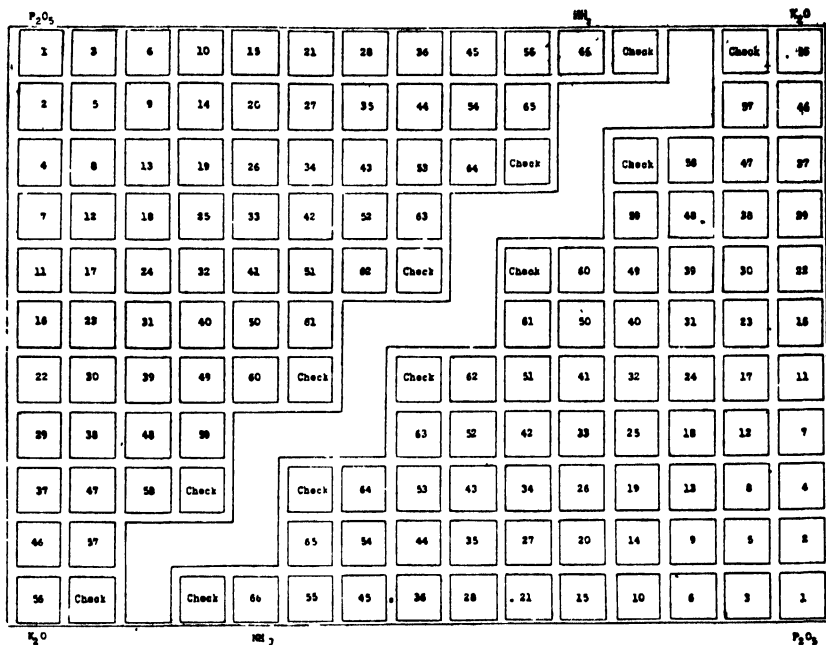 P₂O₅ NH₃ K₂O
1 3 6 10 15 21 28 36 45 55 66 Check Check 56
2 5 9 14 20 27 35 44 54 65 57 46
4 8 13 19 26 34 43 53 64 Check Check 58 47 37
7 12 18 25 33 42 52 63 59 48 38 29
11 17 24 32 41 51 62 Check Check 60 49 39 30 22
16 23 31 40 50 61 61 50 40 31 23 16
22 30 39 49 60 Check Check 62 51 41 32 24 17 11
29 38 48 59 63 52 42 33 25 18 12 7
37 47 58 Check Check 64 53 43 34 26 19 13 8 4
46 57 65 54 44 35 27 20 14 9 5 2
56 Check Check 66 55 45 36 28 21 15 10 6 3 1
K₂O NH₃ P₂O₅